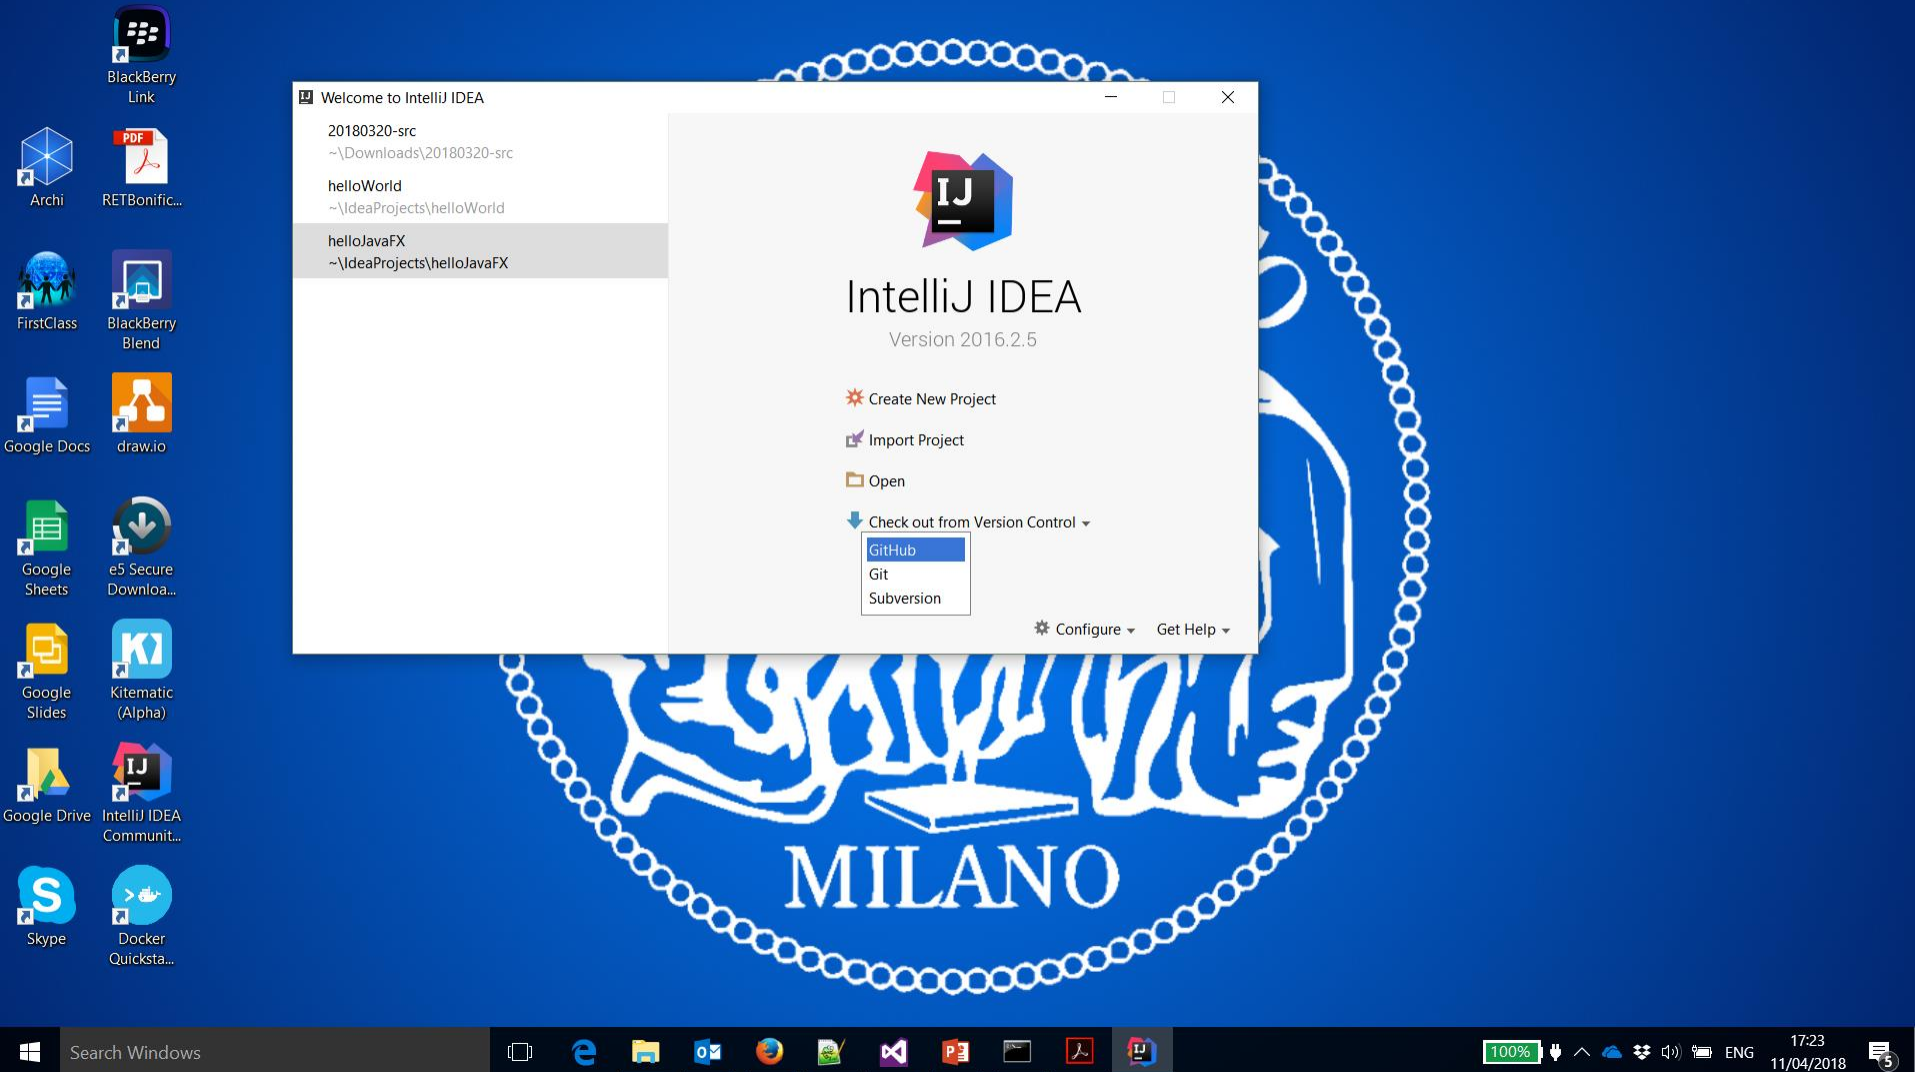 BlackBerry
Link
Archi
PDF
RETBonific...
FirstClass
BlackBerry
Blend
Google Docs
draw.io
Google
Sheets
e5 Secure
Downloa...
Google
Slides
Kitematic
(Alpha)
Google Drive
IntelliJ IDEA
Communit...
Skype
Docker
Quicksta...
Welcome to IntelliJ IDEA
20180320-src
~\Downloads\20180320-src
helloWorld
~\IdeaProjects\helloWorld
helloJavaFX
~\IdeaProjects\helloJavaFX
IJ
IntelliJ IDEA
Version 2016.2.5
Create New Project
Import Project
Open
Check out from Version Control
GitHub
Git
Subversion
Configure
Get Help
MILANO
Search Windows
100%
ENG
17:23
11/04/2018
5